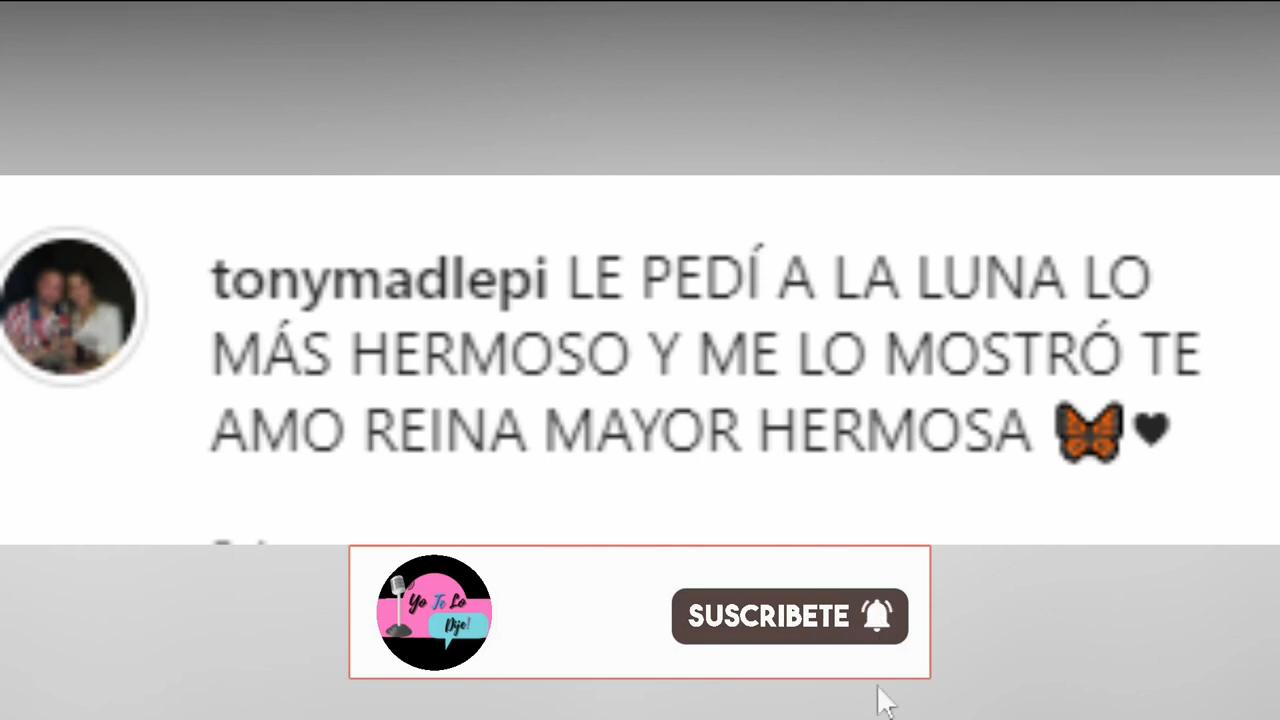 tonymadlepi LE PEDÍ A LA LUNA LO
MÁS HERMOSO Y ME LO MOSTRÓ TE
AMO REINA MAYOR HERMOSA 🦋🖤
Yo Te Lo
Dije!
SUSCRIBETE